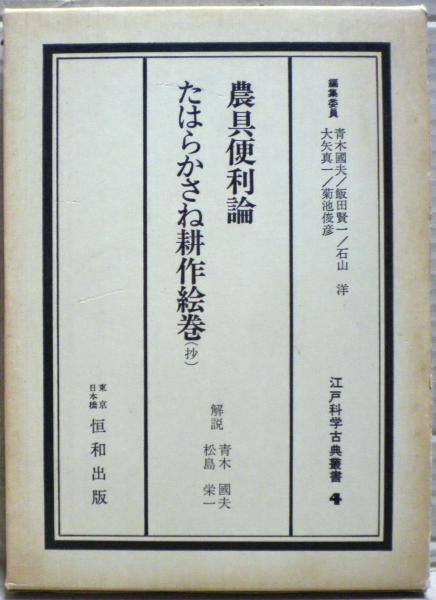 編集委員
青木國夫/飯田賢一/石山 洋
大矢真一/菊池俊彦
江戸科学古典叢書 4
農具便利論
たはらかさね耕作絵巻(抄)
解説 青木 國夫
松島 栄一
東京
日本橋
恒和出版